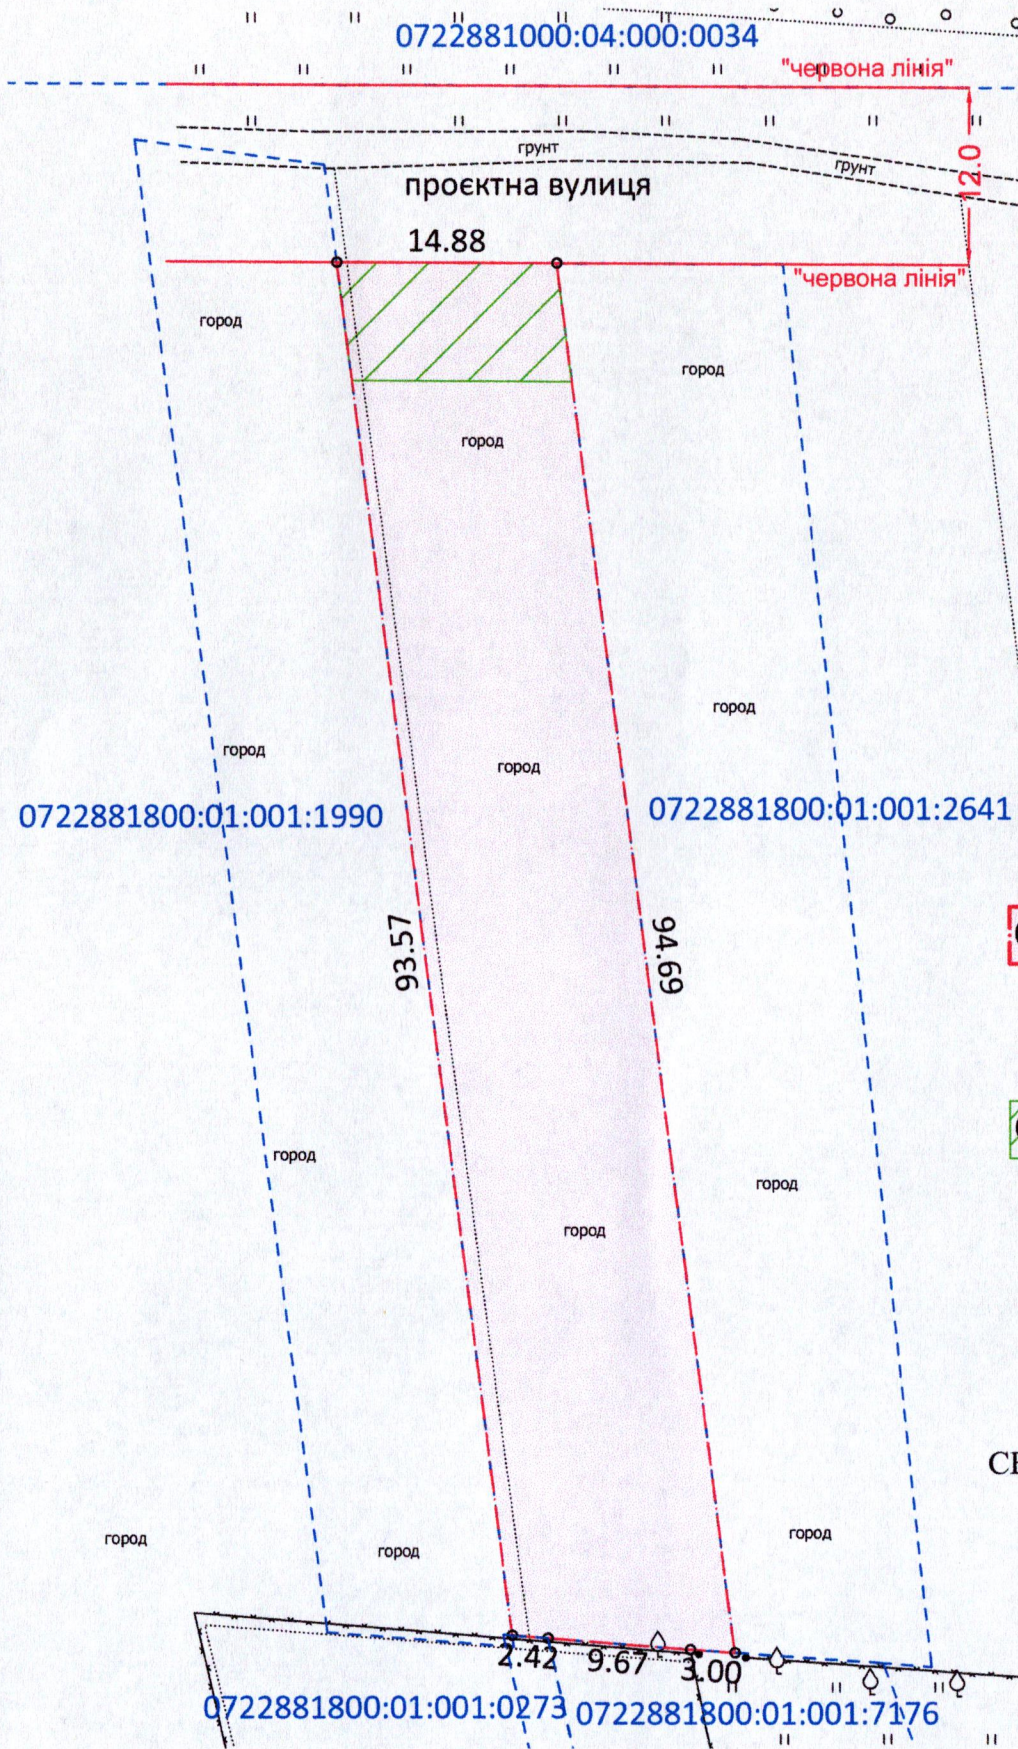 0722881000:04:000:0034
"червона лінія"
грунт
грунт
12.0
проєктна вулиця
14.88
"червона лінія"
город
город
город
город
город
город
0722881800:01:001:1990
0722881800:01:001:2641
93.57
94.69
город
город
город
город
город
город
2.42
9.67
3.00
0722881800:01:001:0273
0722881800:01:001:7176